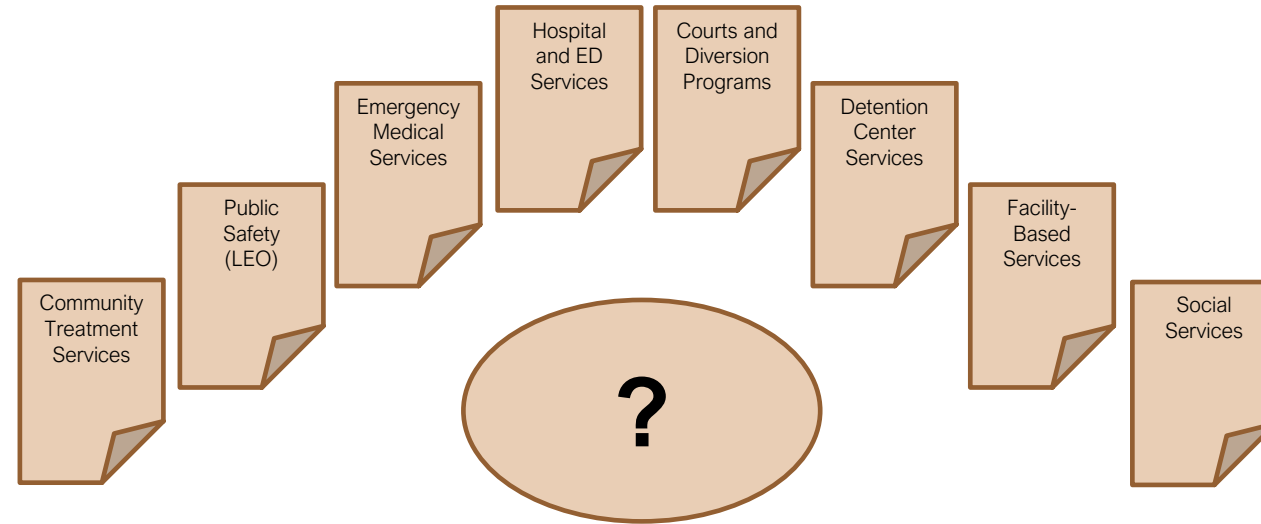 Community
Treatment
Services
Public
Safety
(LEO)
Emergency
Medical
Services
Hospital
and ED
Services
Courts and
Diversion
Programs
Detention
Center
Services
Facility-
Based
Services
Social
Services
?